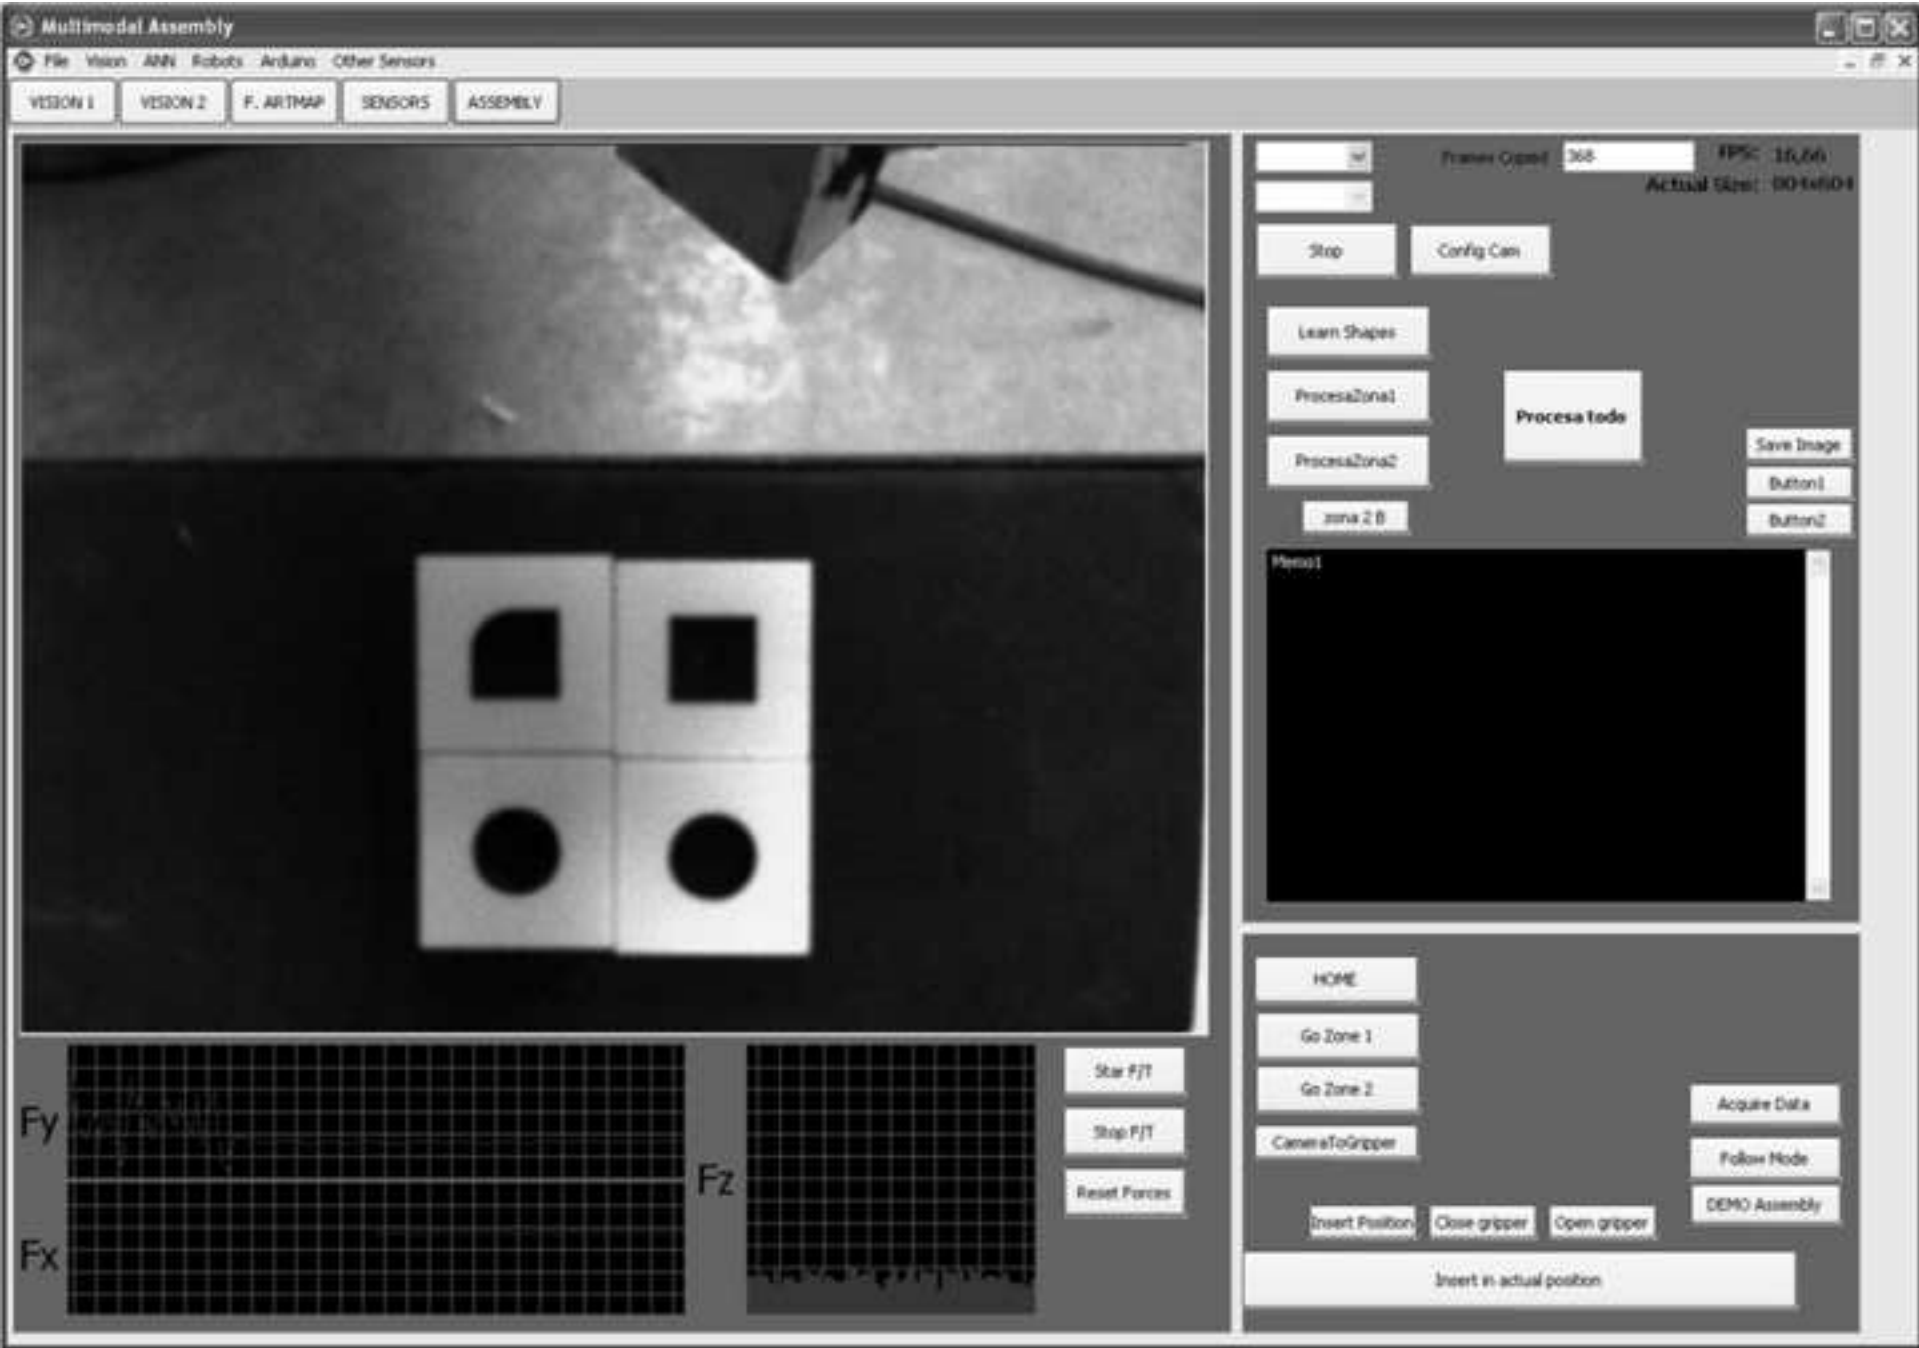 Multimodal Assembly
File Vision ANN Robots Arduino Other Sensors
VISION 1 VISION 2 F. ARTMAP SENSORS ASSEMBLY
Frames Copied 368 FPS: 16,66
Actual Size:
Stop Config Cam
Learn Shapes
ProcesaZona1
Procesa todo
ProcesaZona2
Save Image
zona 2 B
Button1
Button2
Memo1
HOME
Go Zone 1
Go Zone 2
CameraToGripper
Acquire Data
Follow Mode
DEMO Assembly
Insert Position Close gripper Open gripper
Insert in actual position
Fy
Fx
Fz
Star F/T
Stop F/T
Reset Forces